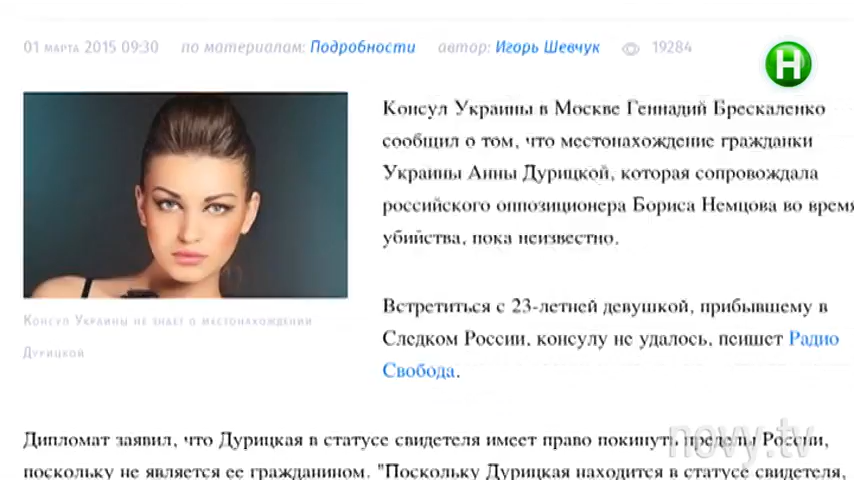 01 марта 2015 09:30 по материалам: Подробности автор: Игорь Шевчук 19284
Н
Консул Украины в Москве Геннадий Брескаленко
сообщил о том, что местонахождение гражданки
Украины Анны Дурицкой, которая сопровождала
российского оппозиционера Бориса Немцова во время
убийства, пока неизвестно.
Консул Украины не знает о местонахождении
Дурицкой
Встретиться с 23-летней девушкой, прибывшему в
Следком России, консулу не удалось, пеишет Радио
Свобода.
Дипломат заявил, что Дурицкая в статусе свидетеля имеет право покинуть пределы России,
поскольку не является ее гражданином. "Поскольку Дурицкая находится в статусе свидетеля,
novy.tv